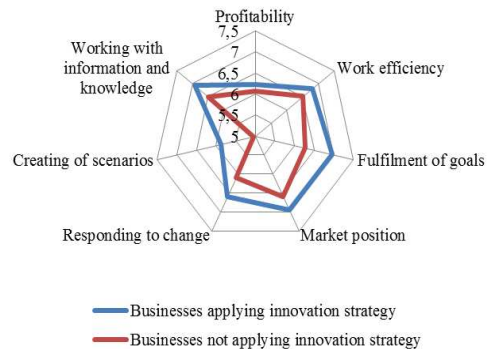 Profitability
7,5
7
6,5
6
5,5
5
Working with
information and
knowledge
Work efficiency
Creating of scenarios
Fulfilment of goals
Responding to change
Market position
Businesses applying innovation strategy
Businesses not applying innovation strategy